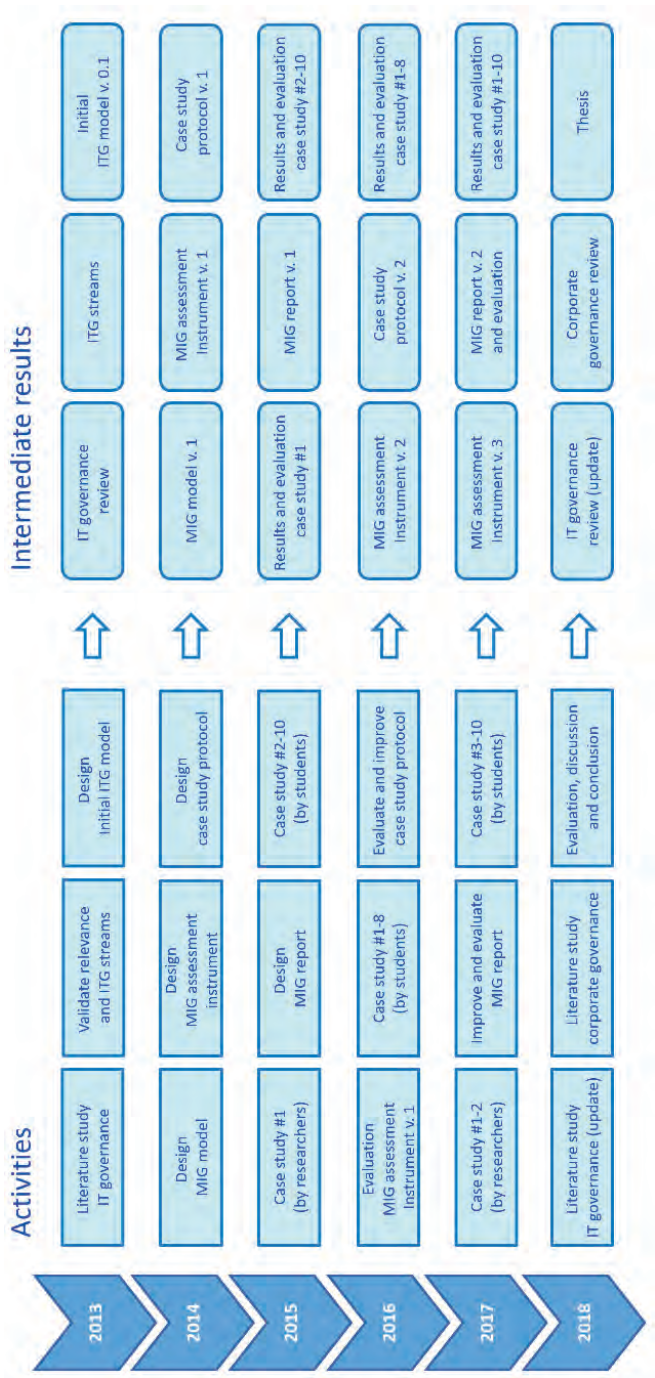 Activities
Intermediate results
2013
Literature study
IT governance
Validate relevance
and ITG streams
Design
Initial ITG model
IT governance
review
ITG streams
Initial
ITG model v. 0.1
2014
Design
MIG model
Design
MIG assessment
instrument
Design
case study protocol
MIG model v. 1
MIG assessment
Instrument v. 1
Case study
protocol v. 1
2015
Case study #1
(by researchers)
Design
MIG report
Case study #2-10
(by students)
Results and evaluation
case study #1
MIG report v. 1
Results and evaluation
case study #2-10
2016
Evaluation
MIG assessment
Instrument v. 1
Case study #1-8
(by students)
Evaluate and improve
case study protocol
MIG assessment
Instrument v. 2
Case study
protocol v. 2
Results and evaluation
case study #1-8
2017
Case study #1-2
(by researchers)
Improve and evaluate
MIG report
Case study #3-10
(by students)
MIG assessment
instrument v. 3
MIG report v. 2
and evaluation
Results and evaluation
case study #1-10
2018
Literature study
IT governance (update)
Literature study
corporate governance
Evaluation, discussion
and conclusion
IT governance
review (update)
Corporate
governance review
Thesis